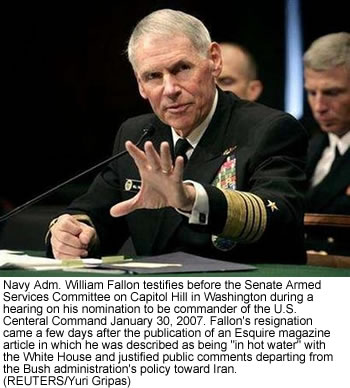 Navy Adm. William Fallon testifies before the Senate Armed
Services Committee on Capitol Hill in Washington during a
hearing on his nomination to be commander of the U.S.
Centeral Command January 30, 2007. Fallon's resignation
came a few days after the publication of an Esquire magazine
article in which he was described as being "in hot water" with
the White House and justified public comments departing from
the Bush administration's policy toward Iran.
(REUTERS/Yuri Gripas)